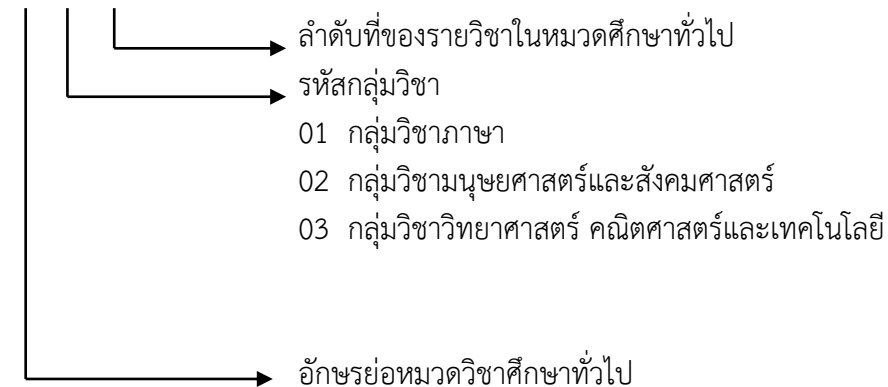 ลำดับที่ของรายวิชาในหมวดศึกษาทั่วไป
รหัสกลุ่มวิชา
01 กลุ่มวิชาภาษา
02 กลุ่มวิชามนุษยศาสตร์และสังคมศาสตร์
03 กลุ่มวิชาวิทยาศาสตร์ คณิตศาสตร์และเทคโนโลยี
อักษรย่อหมวดวิชาศึกษาทั่วไป